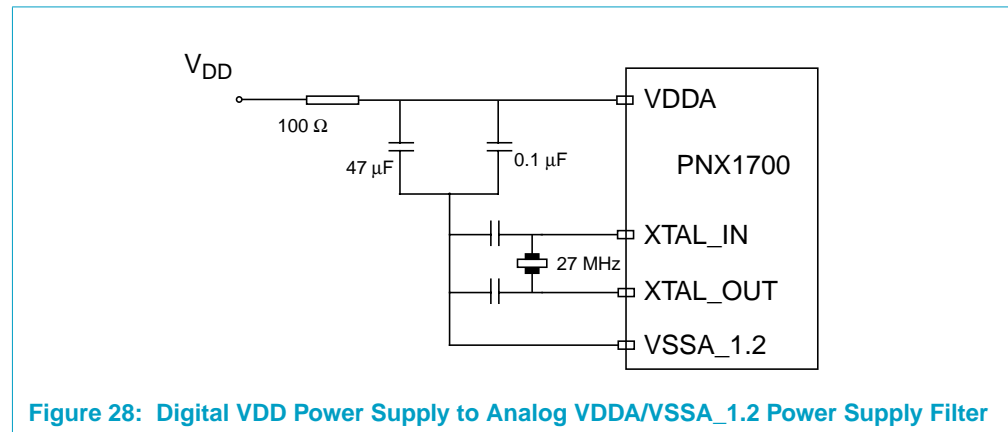 VDD
VDDA
100 Ω
47 μF
0.1 μF
PNX1700
XTAL_IN
27 MHz
XTAL_OUT
VSSA_1.2
Figure 28: Digital VDD Power Supply to Analog VDDA/VSSA_1.2 Power Supply Filter